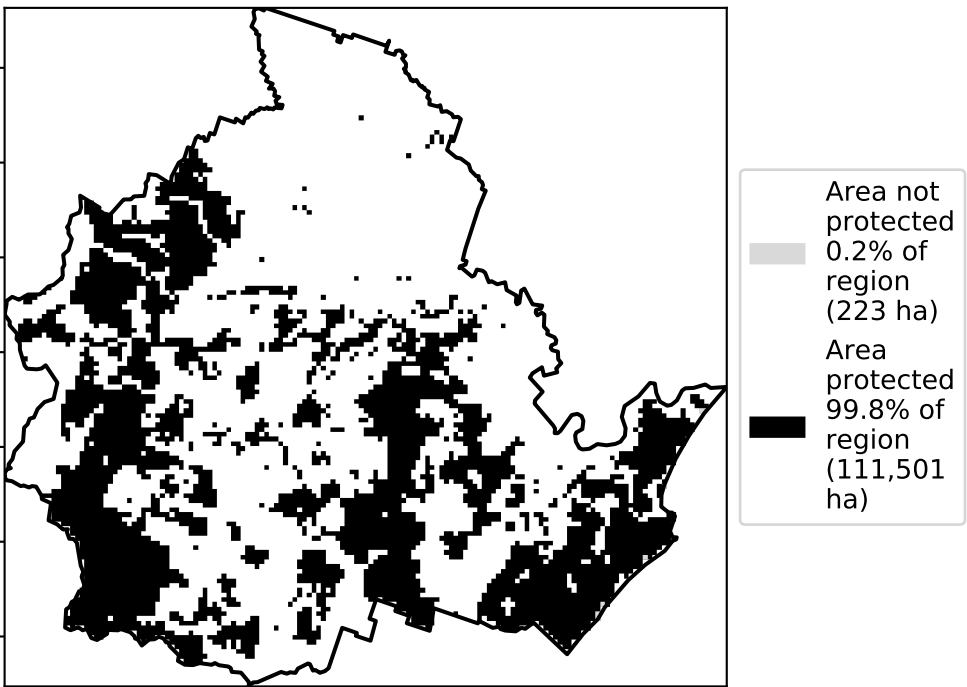 Area not
protected
0.2% of
region
(223 ha)
Area
protected
99.8% of
region
(111,501
ha)